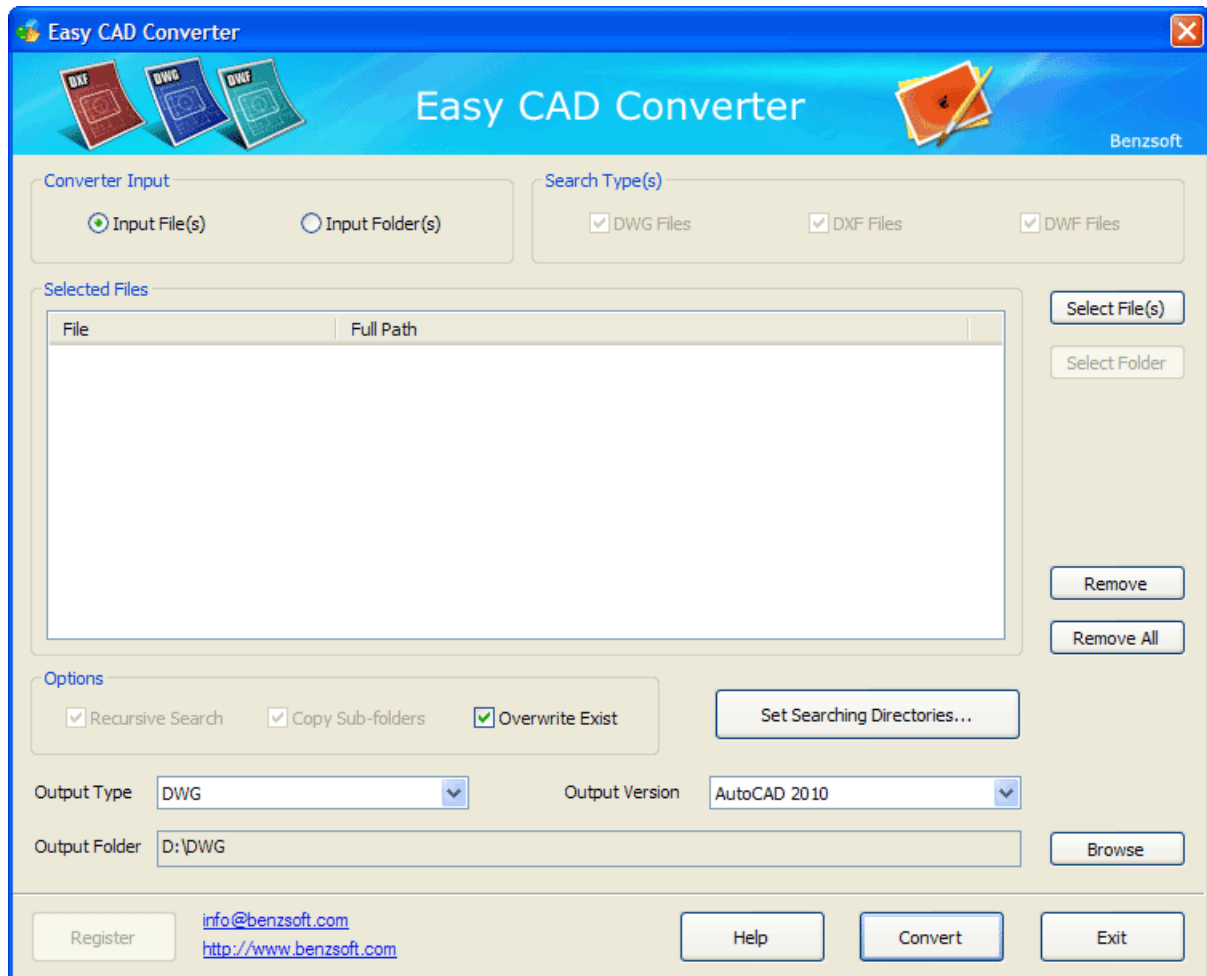 Easy CAD Converter
DXF
DWG
DWF
Easy CAD Converter
Benzsoft
Converter Input
Input File(s)
Input Folder(s)
Search Type(s)
DWG Files
DXF Files
DWF Files
Selected Files
File
Full Path
Select File(s)
Select Folder
Remove
Remove All
Options
Recursive Search
Copy Sub-folders
Overwrite Exist
Set Searching Directories...
Output Type
DWG
Output Version
AutoCAD 2010
Output Folder
D:\DWG
Browse
Register
info@benzsoft.com
http://www.benzsoft.com
Help
Convert
Exit